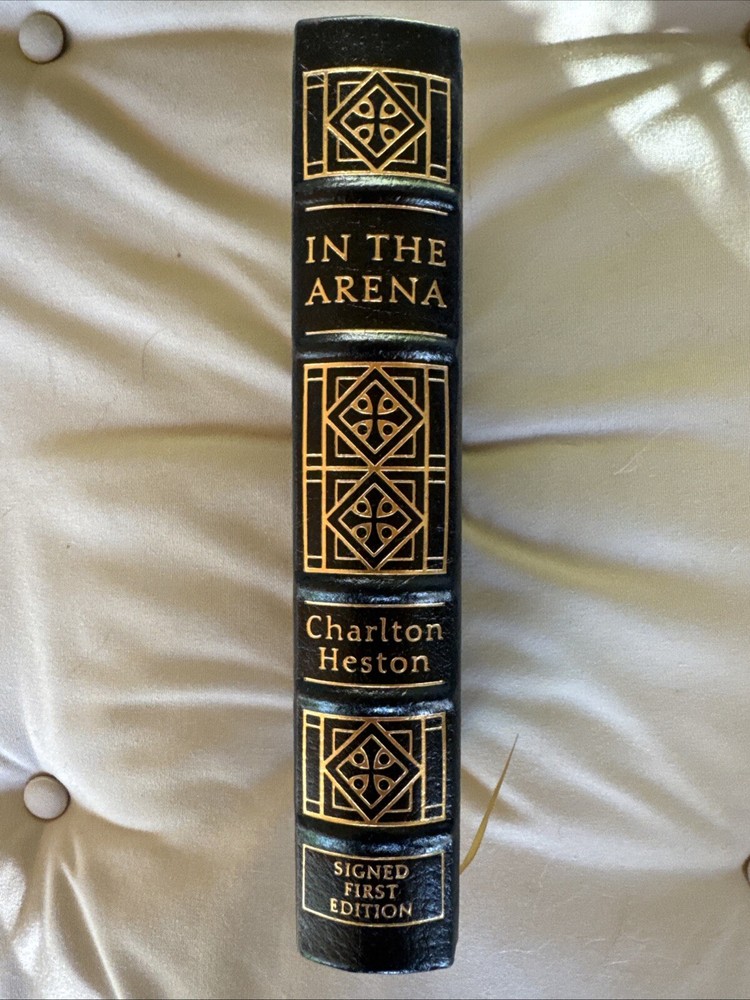 IN THE
ARENA
Charlton
Heston
SIGNED
FIRST
EDITION